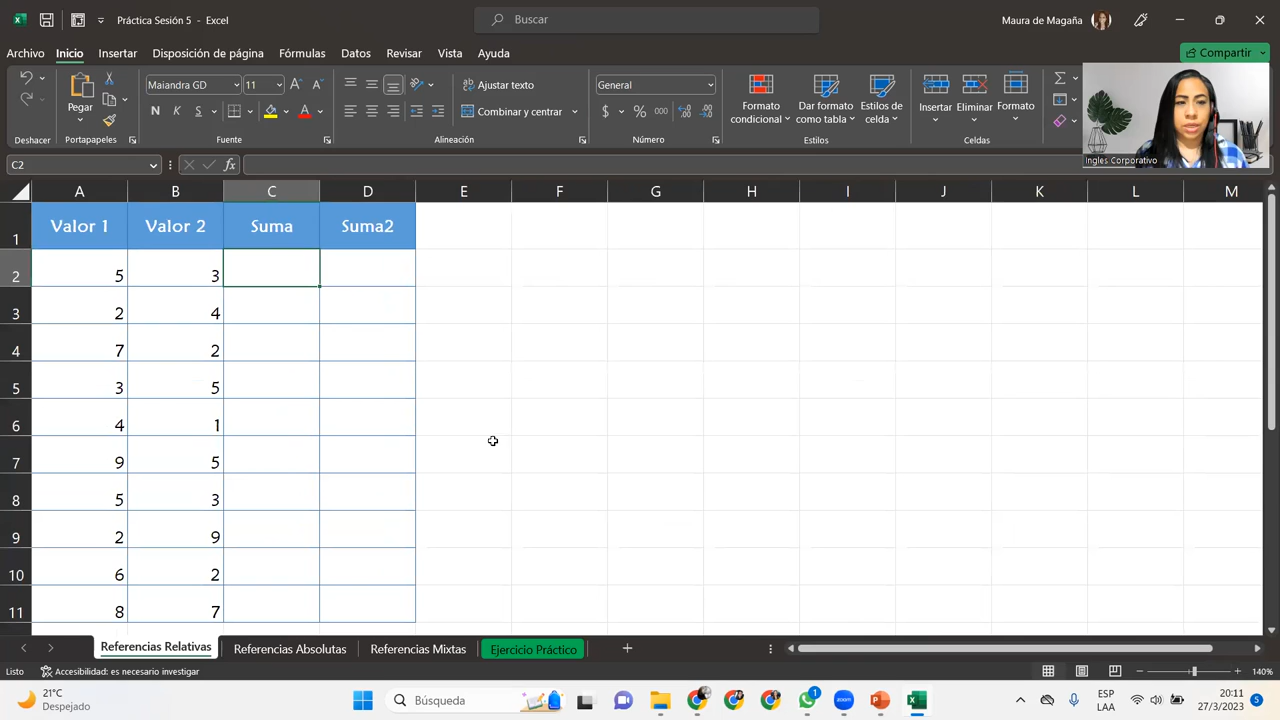 Práctica Sesión 5 - Excel
Buscar
Maura de Magaña
Archivo Inicio Insertar Disposición de página Fórmulas Datos Revisar Vista Ayuda
Compartir
Pegar
Maiandra GD 11
N K S
Ajustar texto
Combinar y centrar
General
$ % 000
Formato condicional
Dar formato como tabla
Estilos de celda
Insertar Eliminar Formato
Deshacer Portapapeles Fuente Alineación Número Estilos Celdas
Ingles Corporativo
C2
A B C D E F G H I J K L M
1 Valor 1 Valor 2 Suma Suma2
2 5 3
3 2 4
4 7 2
5 3 5
6 4 1
7 9 5
8 5 3
9 2 9
10 6 2
11 8 7
Referencias Relativas Referencias Absolutas Referencias Mixtas Ejercicio Práctico
Listo Accesibilidad: es necesario investigar 140%
21°C
Despejado
Búsqueda
1
zoom
ESP
LAA
20:11
27/3/2023
5